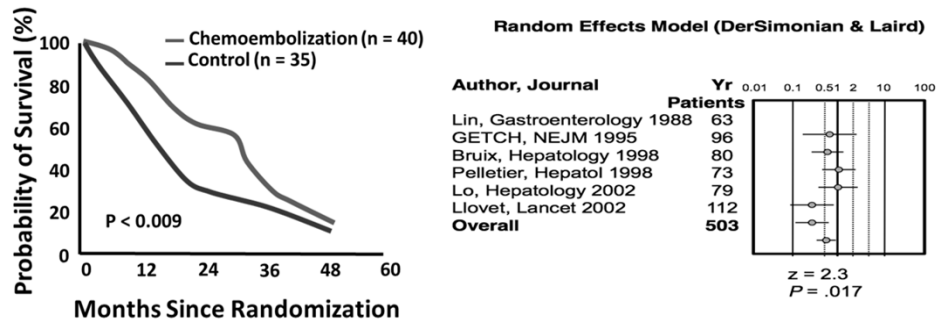 Probability of Survival (%)
100
80
60
40
20
0
Chemoembolization (n = 40)
Control (n = 35)
P < 0.009
0 12 24 36 48 60
Months Since Randomization
Random Effects Model (DerSimonian & Laird)
Author, Journal Yr
Patients
0.01 0.1 0.51 2 10 100
Lin, Gastroenterology 1988 63
GETCH, NEJM 1995 96
Bruix, Hepatology 1998 80
Pelletier, Hepatol 1998 73
Lo, Hepatology 2002 79
Llovet, Lancet 2002 112
Overall 503
z = 2.3
P = .017